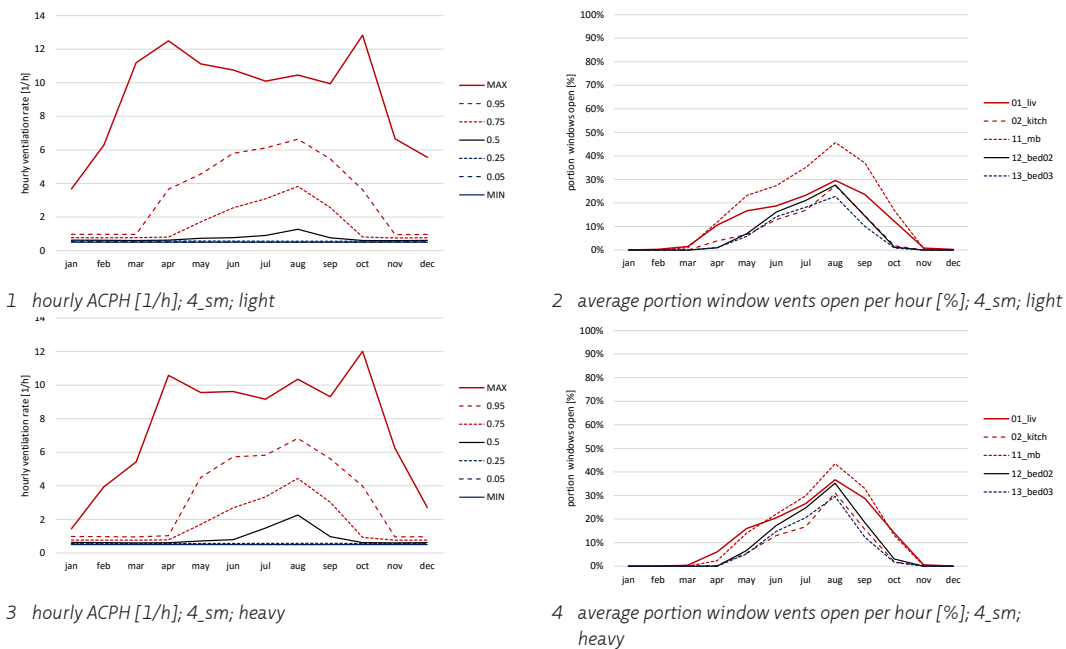 hourly ventilation rate [1/h]
14
12
10
8
6
4
2
0
jan feb mar apr may jun jul aug sep oct nov dec
MAX
0.95
0.75
0.5
0.25
0.05
MIN
1 hourly ACPH [1/h]; 4_sm; light
portion windows open [%]
100%
90%
80%
70%
60%
50%
40%
30%
20%
10%
0%
jan feb mar apr may jun jul aug sep oct nov dec
01_liv
02_kitch
11_mb
12_bed02
13_bed03
2 average portion window vents open per hour [%]; 4_sm; light
hourly ventilation rate [1/h]
14
12
10
8
6
4
2
0
jan feb mar apr may jun jul aug sep oct nov dec
MAX
0.95
0.75
0.5
0.25
0.05
MIN
3 hourly ACPH [1/h]; 4_sm; heavy
portion windows open [%]
100%
90%
80%
70%
60%
50%
40%
30%
20%
10%
0%
jan feb mar apr may jun jul aug sep oct nov dec
01_liv
02_kitch
11_mb
12_bed02
13_bed03
4 average portion window vents open per hour [%]; 4_sm;
heavy